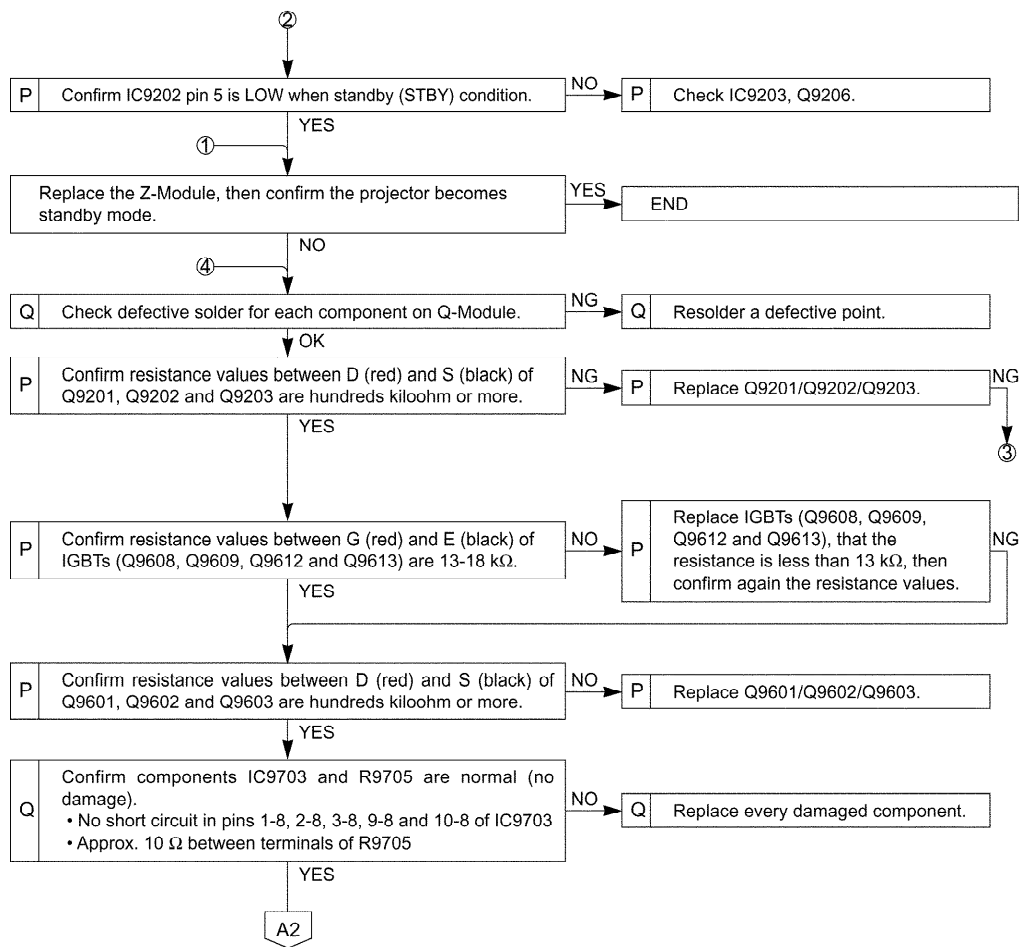 ②
P Confirm IC9202 pin 5 is LOW when standby (STBY) condition.
NO
P Check IC9203, Q9206.
YES
①
Replace the Z-Module, then confirm the projector becomes
standby mode.
YES
END
NO
④
Q Check defective solder for each component on Q-Module.
NG
Q Resolder a defective point.
OK
P Confirm resistance values between D (red) and S (black) of
Q9201, Q9202 and Q9203 are hundreds kiloohm or more.
NG
P Replace Q9201/Q9202/Q9203.
NG
③
YES
P Confirm resistance values between G (red) and E (black) of
IGBTs (Q9608, Q9609, Q9612 and Q9613) are 13-18 kΩ.
NO
P Replace IGBTs (Q9608, Q9609,
Q9612 and Q9613), that the
resistance is less than 13 kΩ, then
confirm again the resistance values.
NG
YES
P Confirm resistance values between D (red) and S (black) of
Q9601, Q9602 and Q9603 are hundreds kiloohm or more.
NO
P Replace Q9601/Q9602/Q9603.
YES
Q Confirm components IC9703 and R9705 are normal (no
damage).
• No short circuit in pins 1-8, 2-8, 3-8, 9-8 and 10-8 of IC9703
• Approx. 10 Ω between terminals of R9705
NO
Q Replace every damaged component.
YES
A2